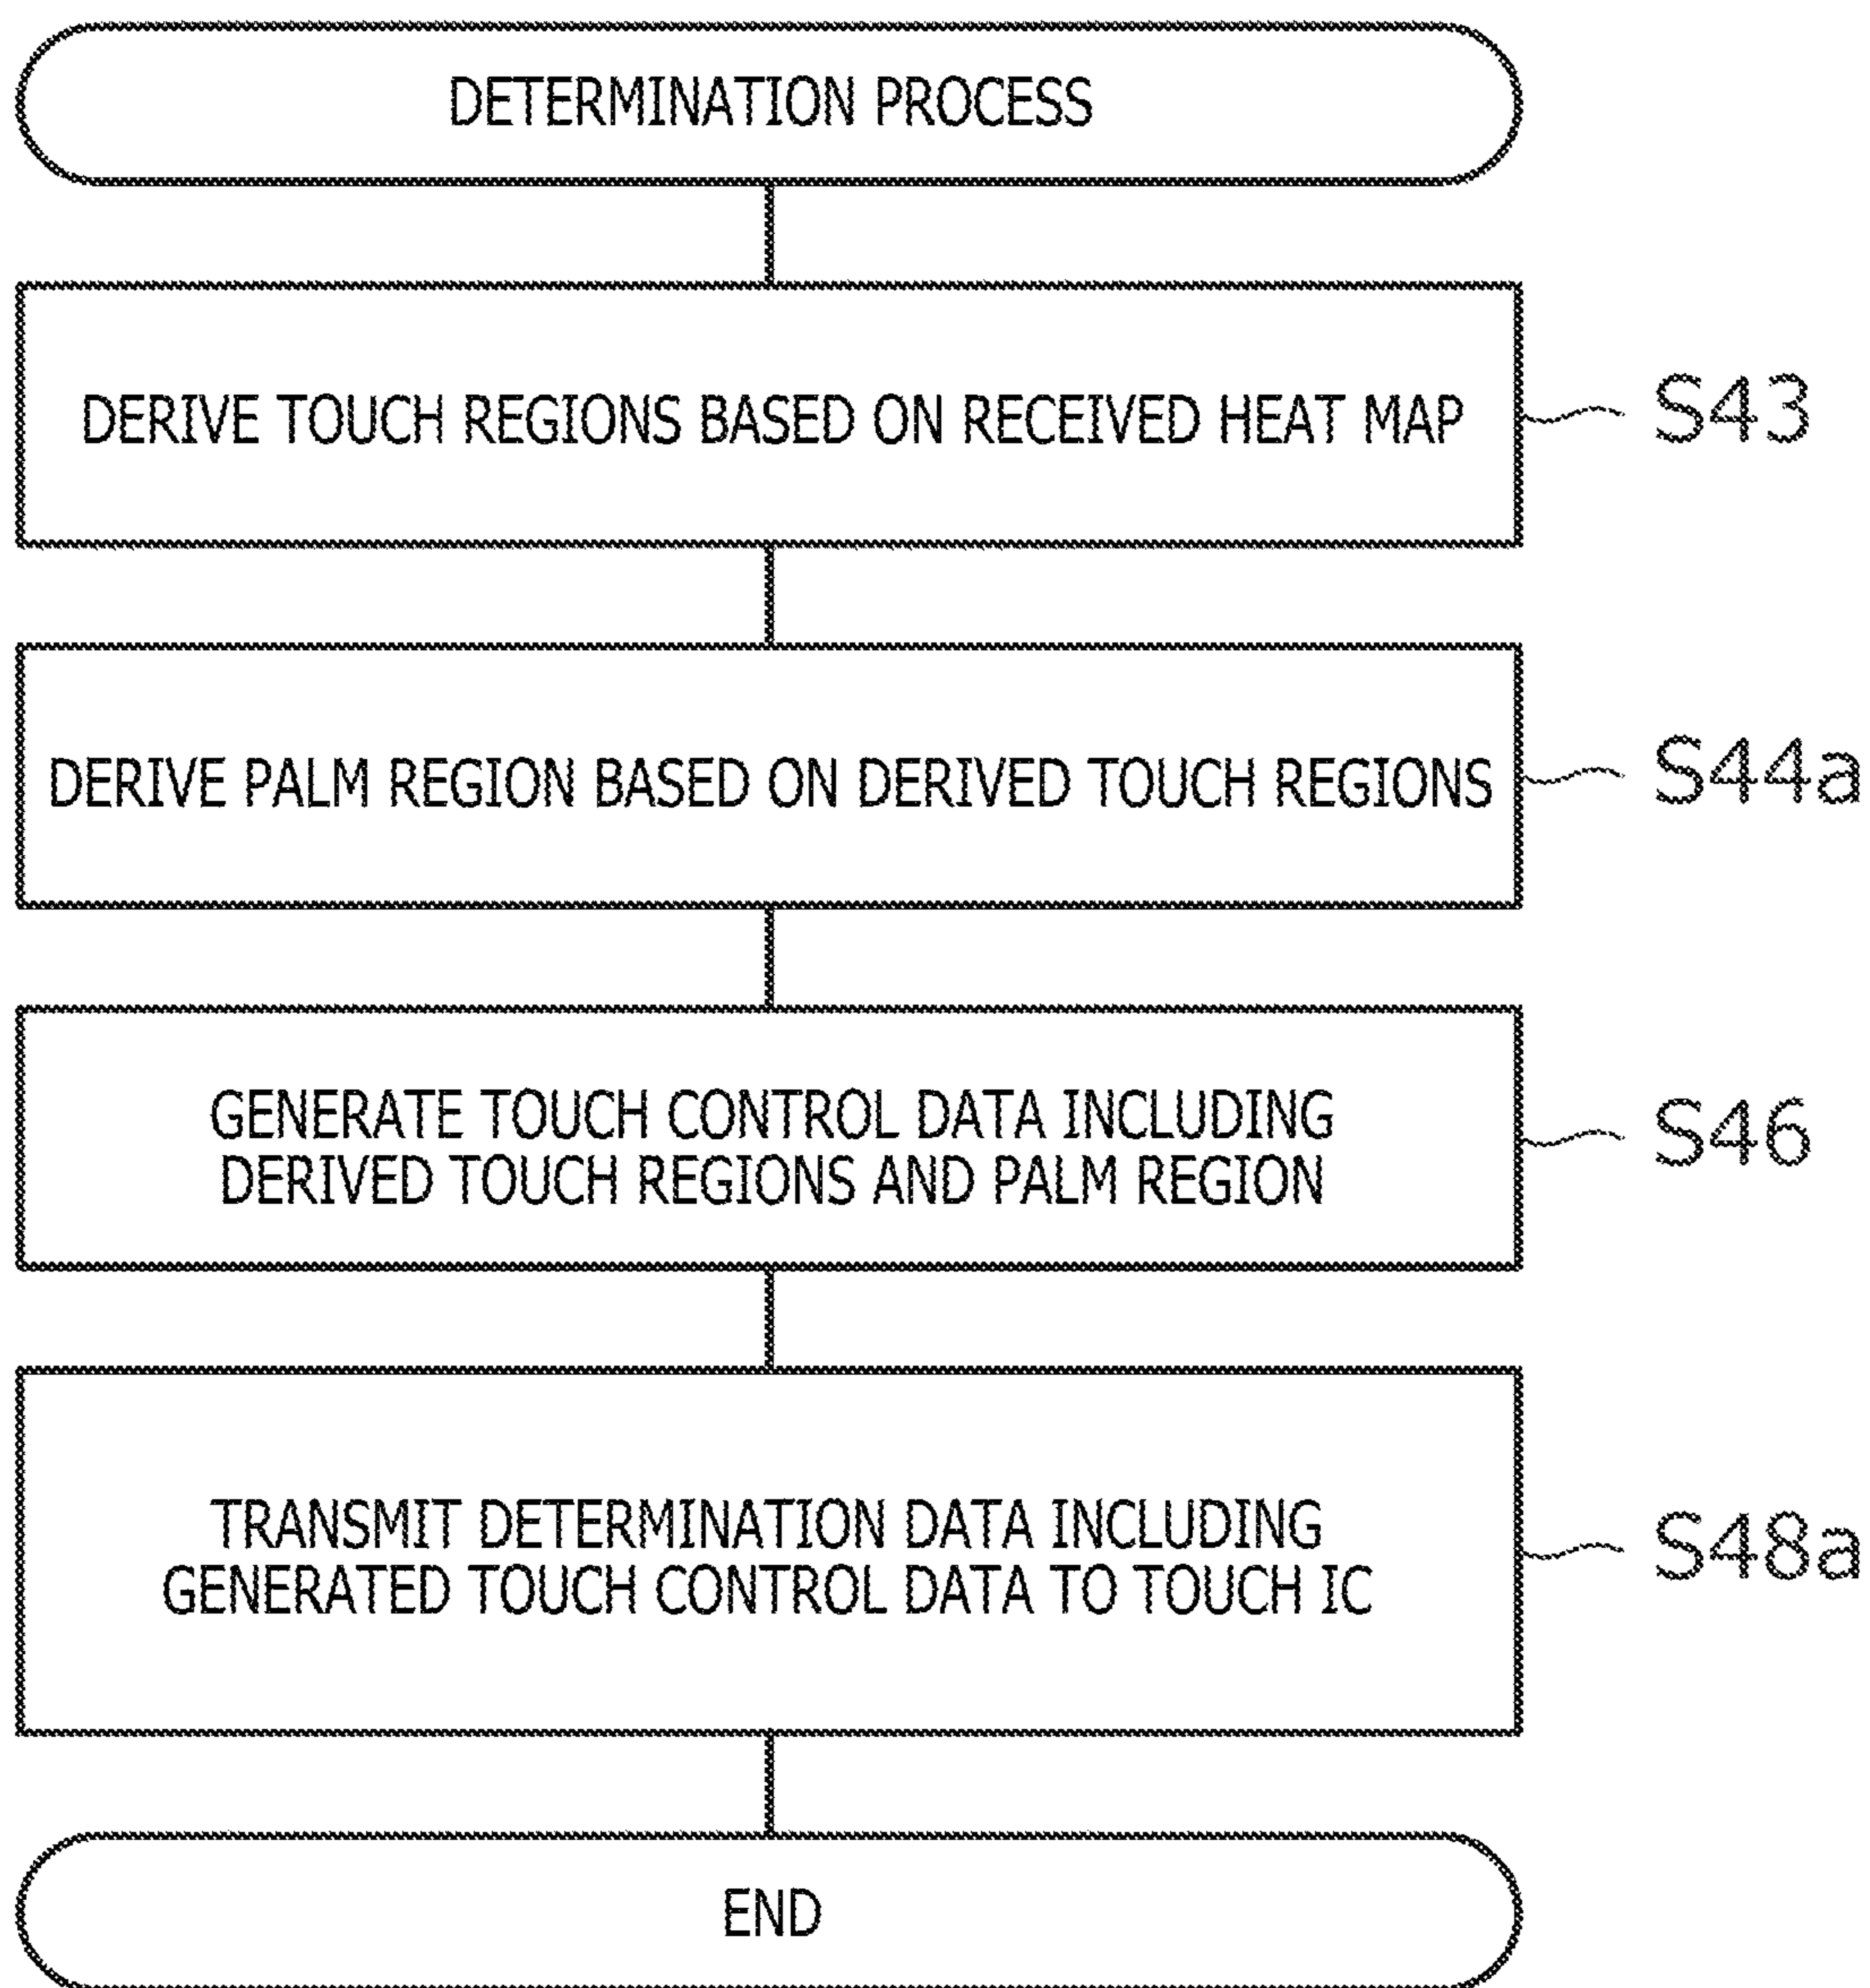 DETERMINATION PROCESS
DERIVE TOUCH REGIONS BASED ON RECEIVED HEAT MAP
S43
DERIVE PALM REGION BASED ON DERIVED TOUCH REGIONS
S44a
GENERATE TOUCH CONTROL DATA INCLUDING
DERIVED TOUCH REGIONS AND PALM REGION
S46
TRANSMIT DETERMINATION DATA INCLUDING
GENERATED TOUCH CONTROL DATA TO TOUCH IC
S48a
END